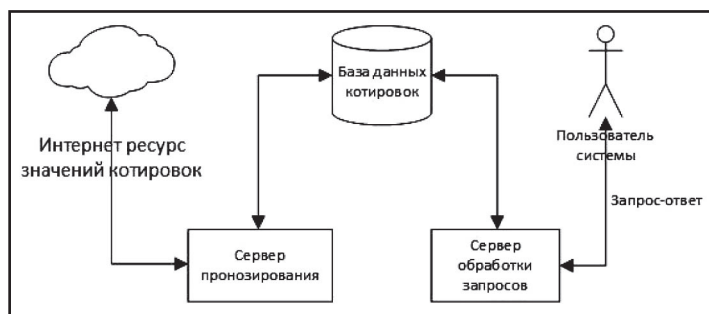 База данных
котировок
Интернет ресурс
значений котировок
Пользователь
системы
Запрос-ответ
Сервер
пронозирования
Сервер
обработки
запросов